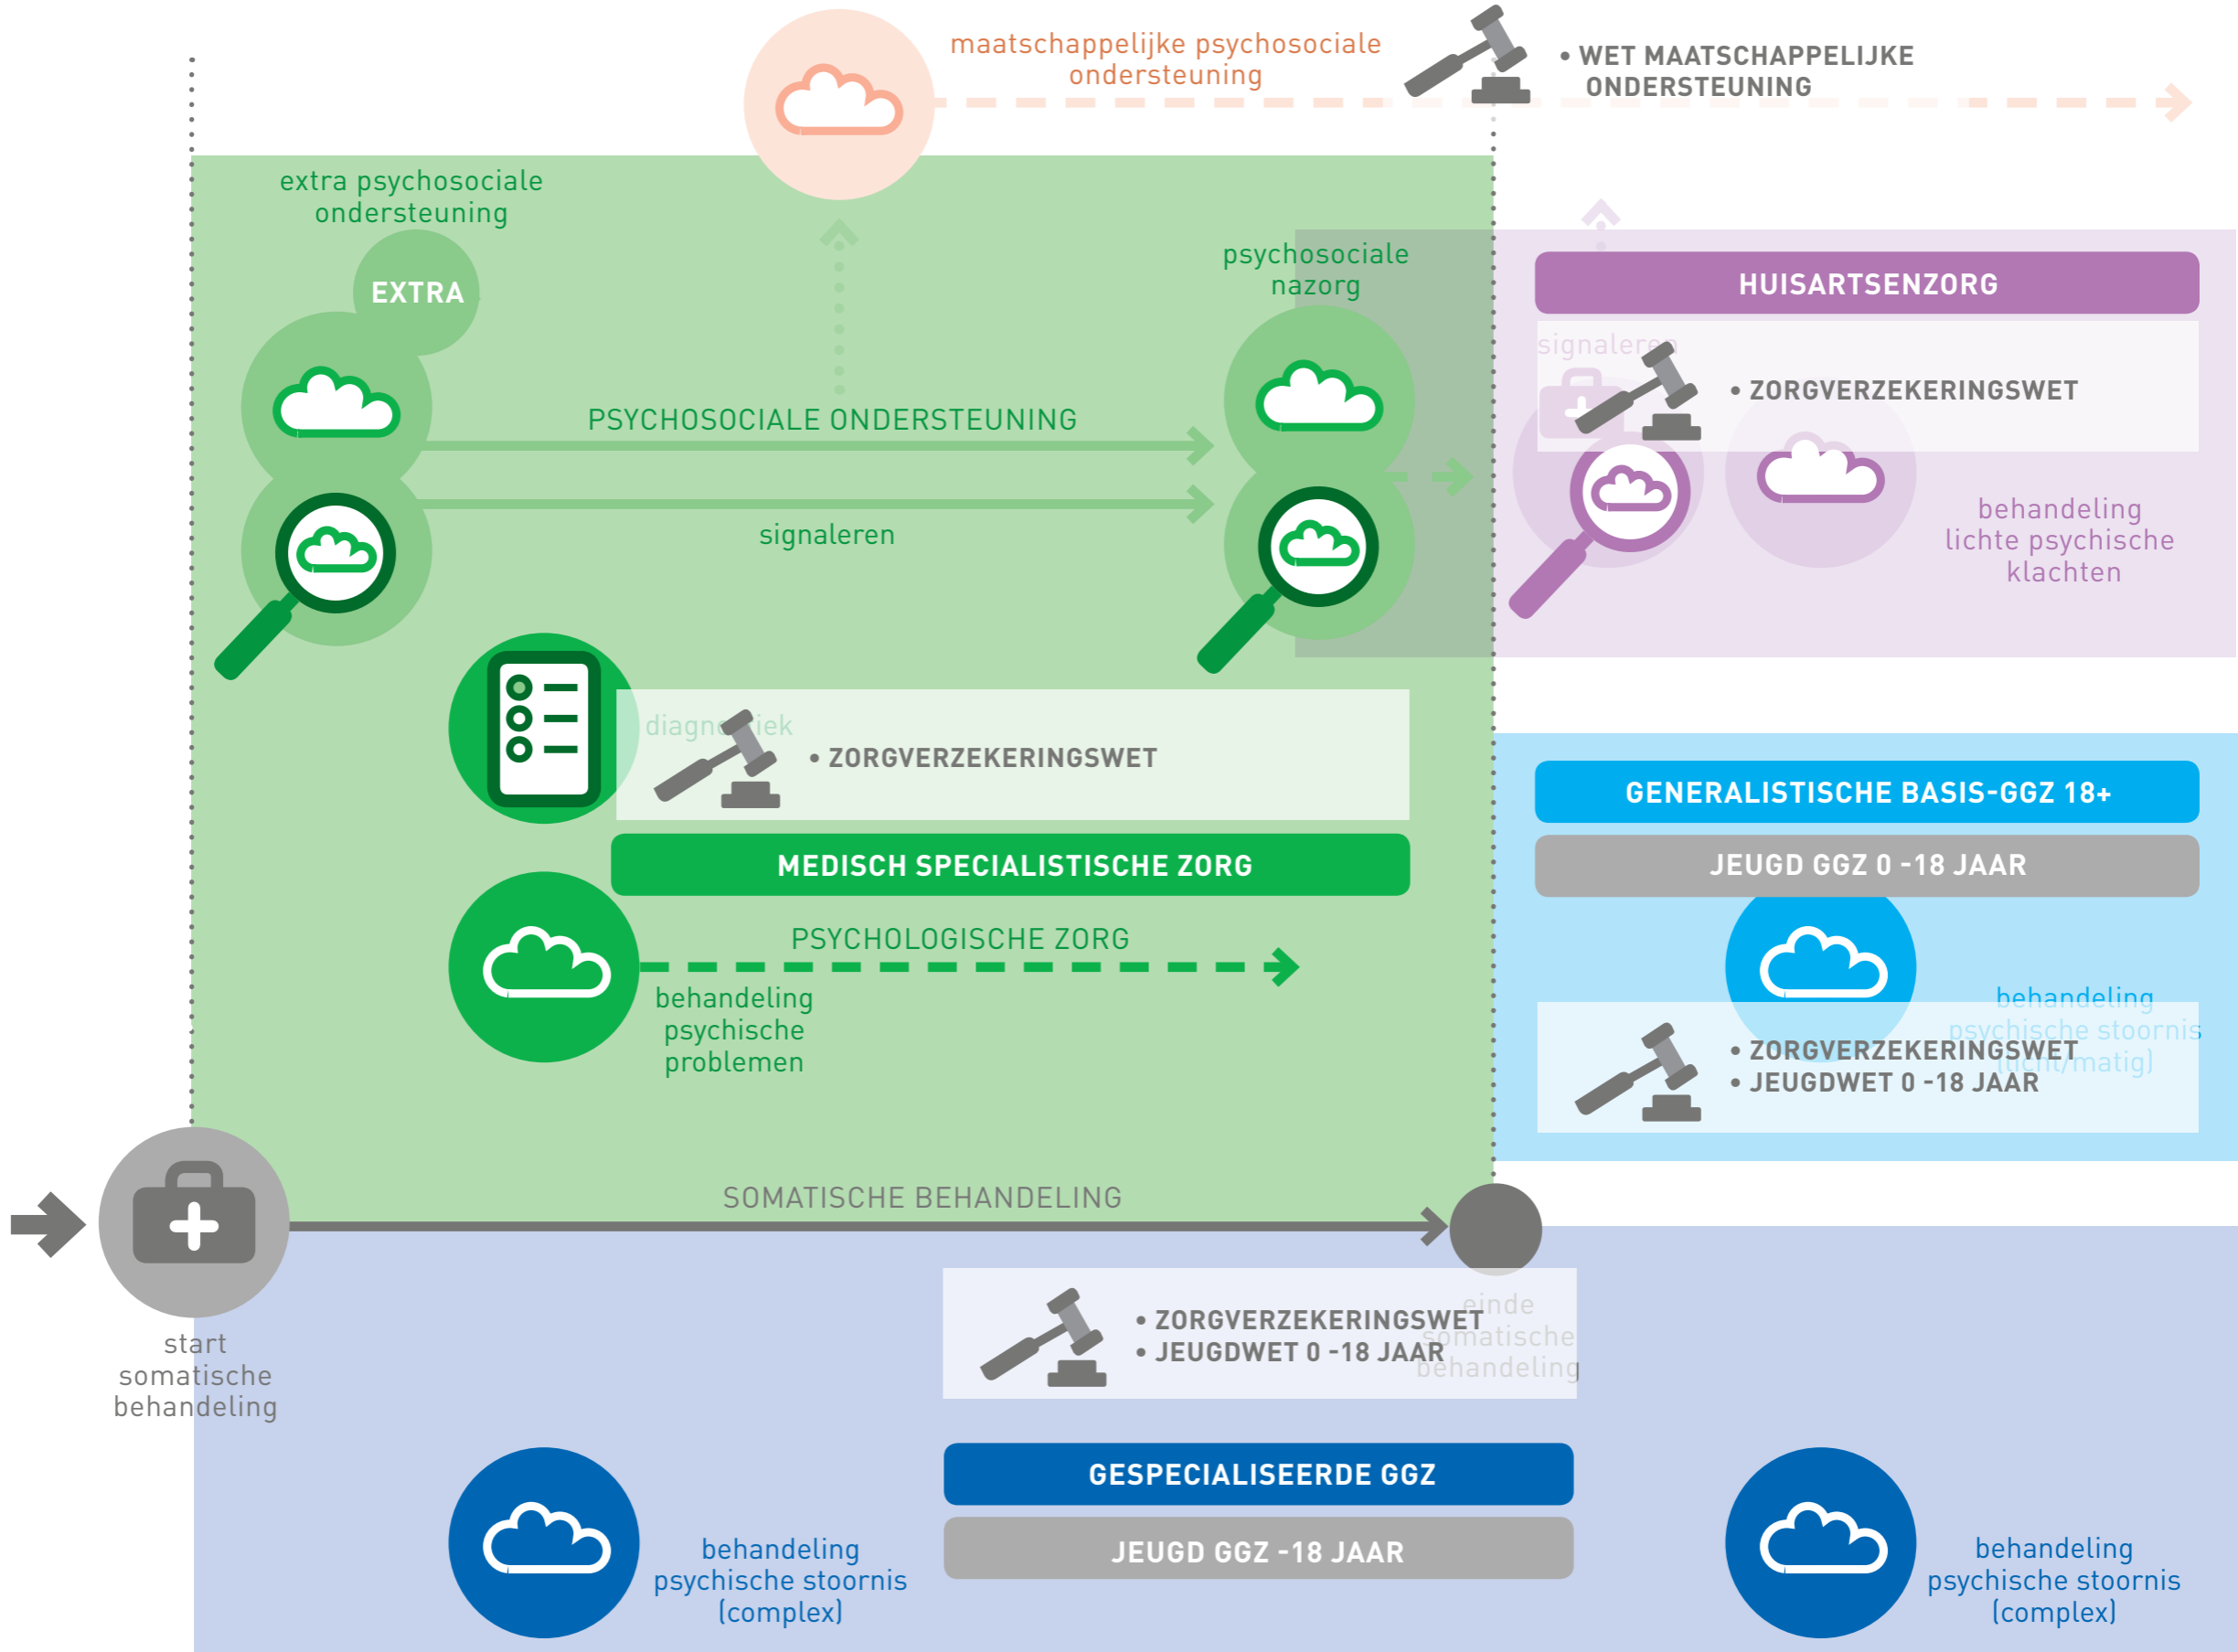 maatschappelijke psychosociale
ondersteuning
• WET MAATSCHAPPELIJKE
ONDERSTEUNING
extra psychosociale
ondersteuning
EXTRA
psychosociale
nazorg
HUISARTSENZORG
signaleren
• ZORGVERZEKERINGSWET
PSYCHOSOCIALE ONDERSTEUNING
signaleren
behandeling
lichte psychische
klachten
diagnostiek
• ZORGVERZEKERINGSWET
MEDISCH SPECIALISTISCHE ZORG
PSYCHOLOGISCHE ZORG
behandeling
psychische
problemen
GENERALISTISCHE BASIS-GGZ 18+
JEUGD GGZ 0 -18 JAAR
behandeling
psychische stoornis
(licht/matig)
• ZORGVERZEKERINGSWET
• JEUGDWET 0 -18 JAAR
SOMATISCHE BEHANDELING
start
somatische
behandeling
einde
somatische
behandeling
• ZORGVERZEKERINGSWET
• JEUGDWET 0 -18 JAAR
GESPECIALISEERDE GGZ
JEUGD GGZ -18 JAAR
behandeling
psychische stoornis
(complex)
behandeling
psychische stoornis
(complex)